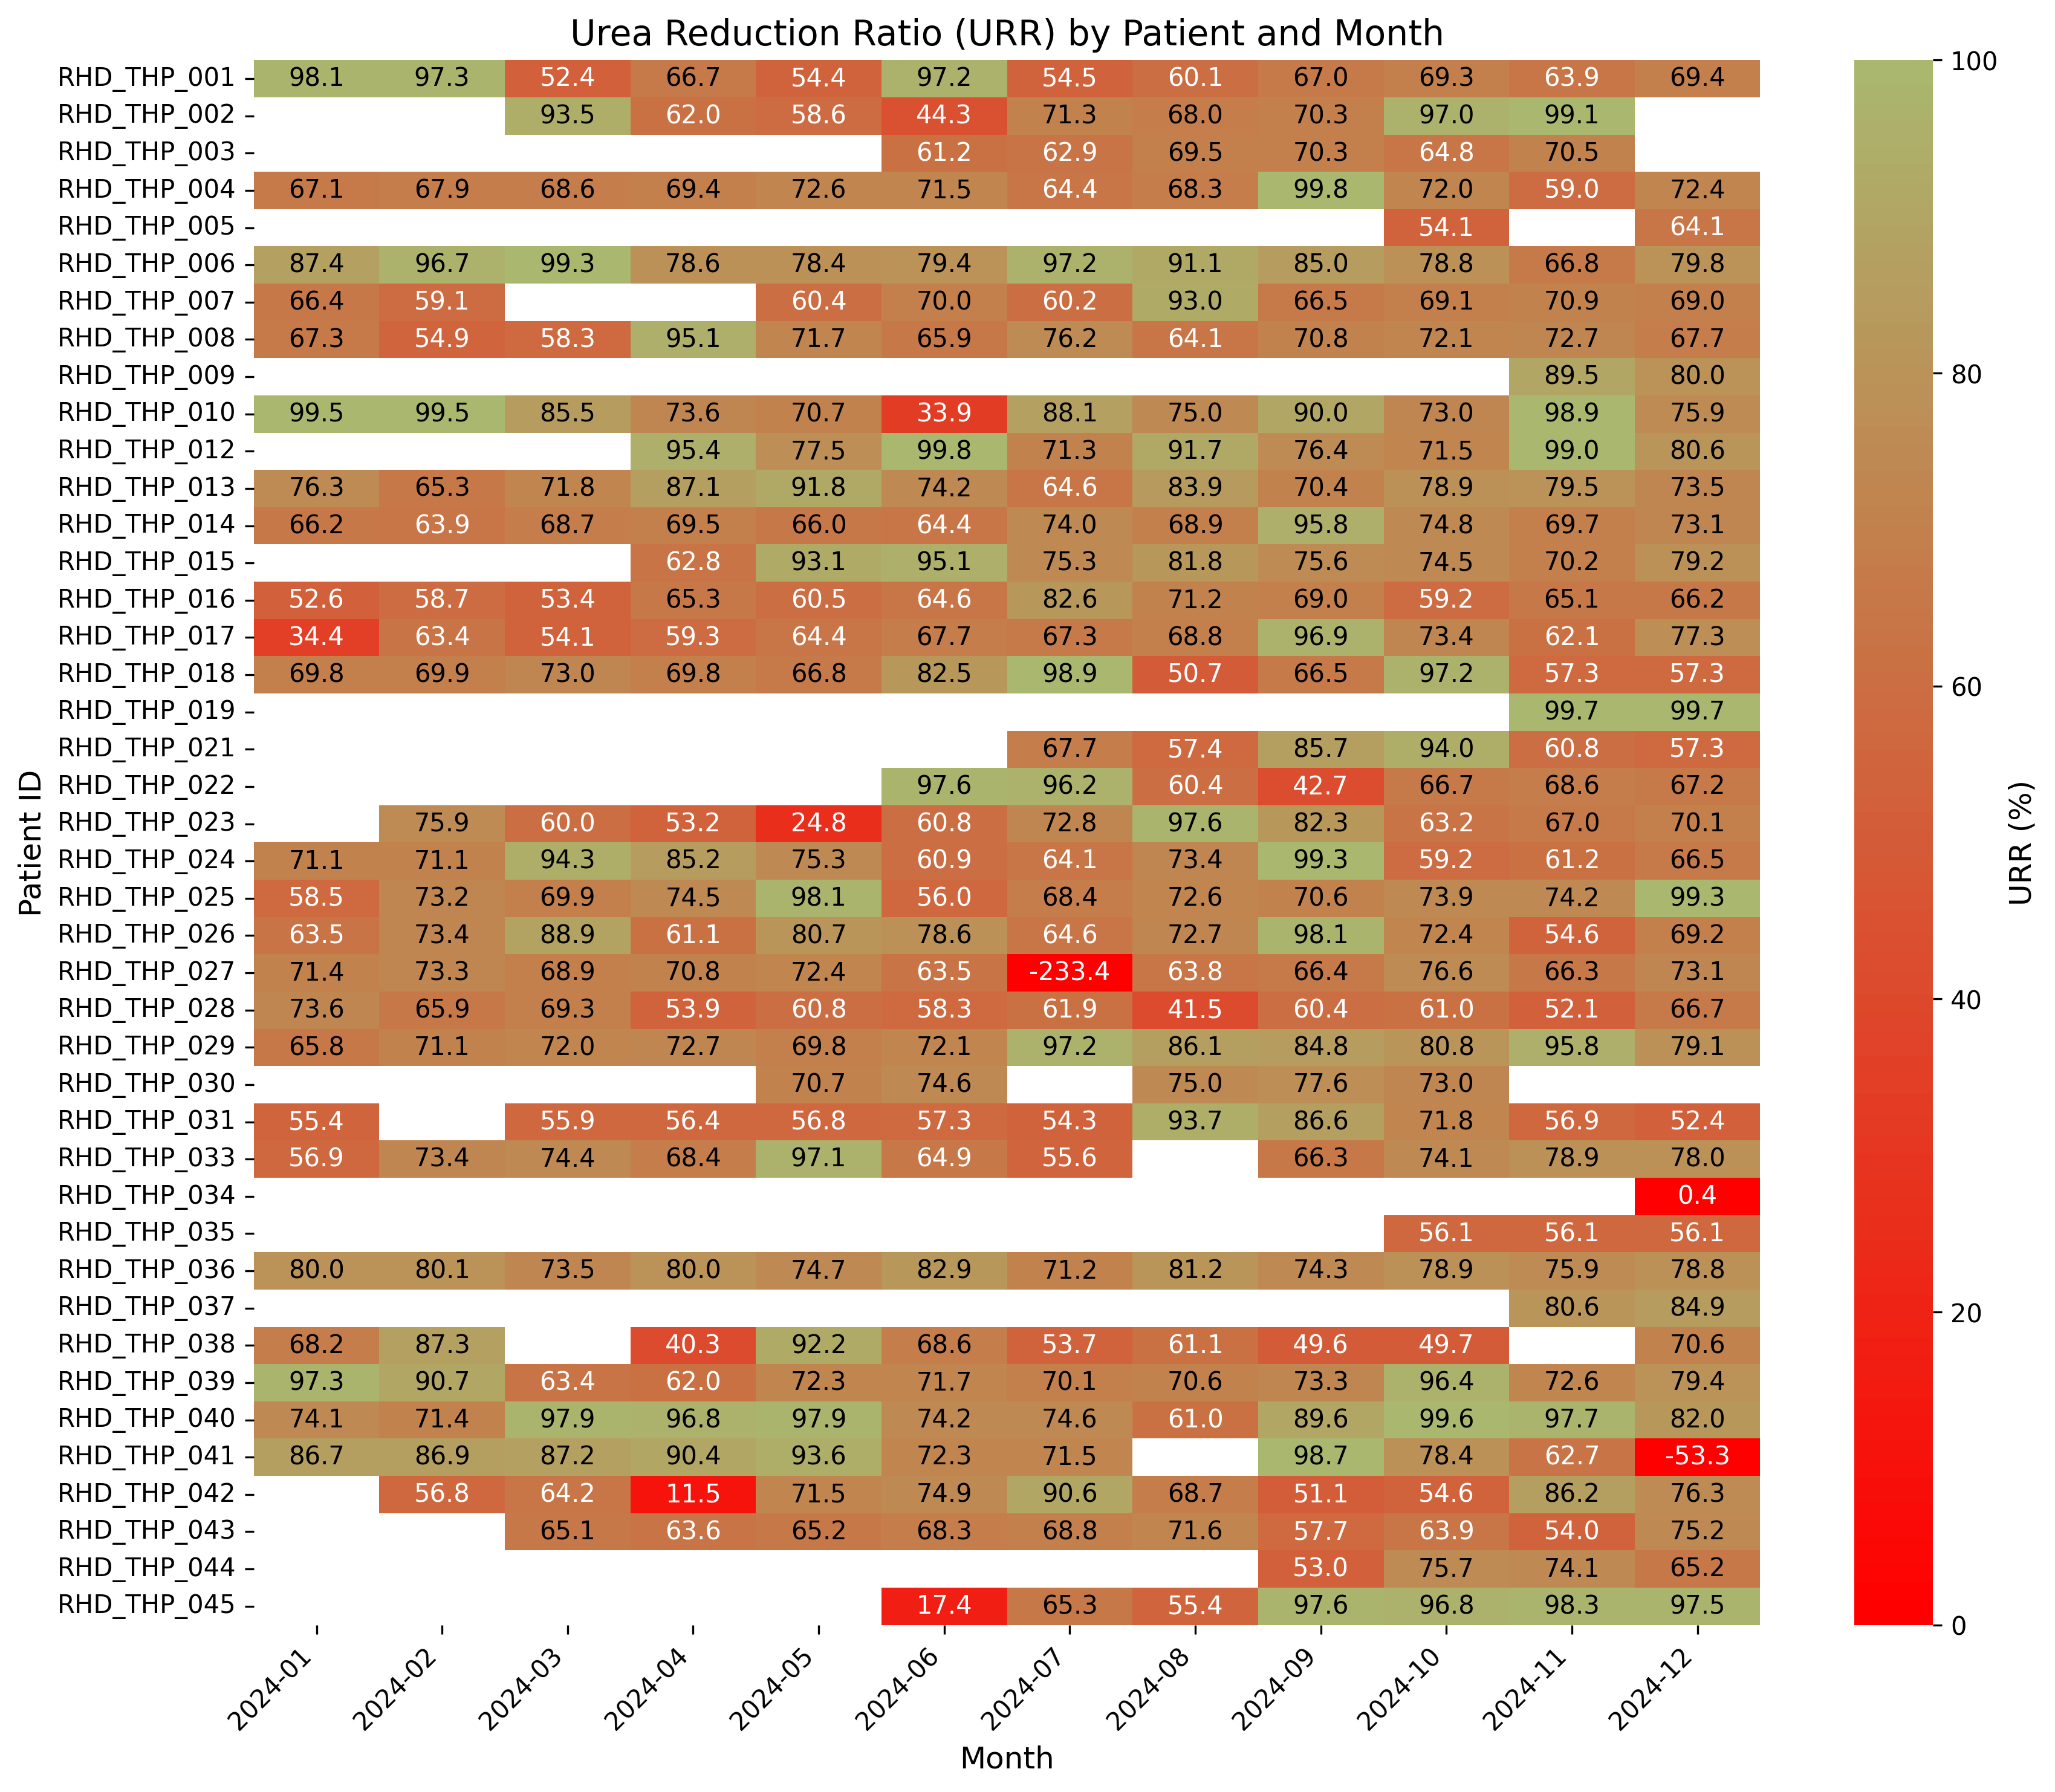 Urea Reduction Ratio (URR) by Patient and Month
RHD_THP_001 98.1 97.3 52.4 66.7 54.4 97.2 54.5 60.1 67.0 69.3 63.9 69.4
RHD_THP_002 93.5 62.0 58.6 44.3 71.3 68.0 70.3 97.0 99.1
RHD_THP_003 61.2 62.9 69.5 70.3 64.8 70.5
RHD_THP_004 67.1 67.9 68.6 69.4 72.6 71.5 64.4 68.3 99.8 72.0 59.0 72.4
RHD_THP_005 54.1 64.1
RHD_THP_006 87.4 96.7 99.3 78.6 78.4 79.4 97.2 91.1 85.0 78.8 66.8 79.8
RHD_THP_007 66.4 59.1 60.4 70.0 60.2 93.0 66.5 69.1 70.9 69.0
RHD_THP_008 67.3 54.9 58.3 95.1 71.7 65.9 76.2 64.1 70.8 72.1 72.7 67.7
RHD_THP_009 89.5 80.0
RHD_THP_010 99.5 99.5 85.5 73.6 70.7 33.9 88.1 75.0 90.0 73.0 98.9 75.9
RHD_THP_012 95.4 77.5 99.8 71.3 91.7 76.4 71.5 99.0 80.6
RHD_THP_013 76.3 65.3 71.8 87.1 91.8 74.2 64.6 83.9 70.4 78.9 79.5 73.5
RHD_THP_014 66.2 63.9 68.7 69.5 66.0 64.4 74.0 68.9 95.8 74.8 69.7 73.1
RHD_THP_015 62.8 93.1 95.1 75.3 81.8 75.6 74.5 70.2 79.2
RHD_THP_016 52.6 58.7 53.4 65.3 60.5 64.6 82.6 71.2 69.0 59.2 65.1 66.2
RHD_THP_017 34.4 63.4 54.1 59.3 64.4 67.7 67.3 68.8 96.9 73.4 62.1 77.3
RHD_THP_018 69.8 69.9 73.0 69.8 66.8 82.5 98.9 50.7 66.5 97.2 57.3 57.3
RHD_THP_019 99.7 99.7
RHD_THP_021 67.7 57.4 85.7 94.0 60.8 57.3
RHD_THP_022 97.6 96.2 60.4 42.7 66.7 68.6 67.2
RHD_THP_023 75.9 60.0 53.2 24.8 60.8 72.8 97.6 82.3 63.2 67.0 70.1
RHD_THP_024 71.1 71.1 94.3 85.2 75.3 60.9 64.1 73.4 99.3 59.2 61.2 66.5
RHD_THP_025 58.5 73.2 69.9 74.5 98.1 56.0 68.4 72.6 70.6 73.9 74.2 99.3
RHD_THP_026 63.5 73.4 88.9 61.1 80.7 78.6 64.6 72.7 98.1 72.4 54.6 69.2
RHD_THP_027 71.4 73.3 68.9 70.8 72.4 63.5 -233.4 63.8 66.4 76.6 66.3 73.1
RHD_THP_028 73.6 65.9 69.3 53.9 60.8 58.3 61.9 41.5 60.4 61.0 52.1 66.7
RHD_THP_029 65.8 71.1 72.0 72.7 69.8 72.1 97.2 86.1 84.8 80.8 95.8 79.1
RHD_THP_030 70.7 74.6 75.0 77.6 73.0
RHD_THP_031 55.4 55.9 56.4 56.8 57.3 54.3 93.7 86.6 71.8 56.9 52.4
RHD_THP_033 56.9 73.4 74.4 68.4 97.1 64.9 55.6 66.3 74.1 78.9 78.0
RHD_THP_034 0.4
RHD_THP_035 56.1 56.1 56.1
RHD_THP_036 80.0 80.1 73.5 80.0 74.7 82.9 71.2 81.2 74.3 78.9 75.9 78.8
RHD_THP_037 80.6 84.9
RHD_THP_038 68.2 87.3 40.3 92.2 68.6 53.7 61.1 49.6 49.7 70.6
RHD_THP_039 97.3 90.7 63.4 62.0 72.3 71.7 70.1 70.6 73.3 96.4 72.6 79.4
RHD_THP_040 74.1 71.4 97.9 96.8 97.9 74.2 74.6 61.0 89.6 99.6 97.7 82.0
RHD_THP_041 86.7 86.9 87.2 90.4 93.6 72.3 71.5 98.7 78.4 62.7 -53.3
RHD_THP_042 56.8 64.2 11.5 71.5 74.9 90.6 68.7 51.1 54.6 86.2 76.3
RHD_THP_043 65.1 63.6 65.2 68.3 68.8 71.6 57.7 63.9 54.0 75.2
RHD_THP_044 53.0 75.7 74.1 65.2
RHD_THP_045 17.4 65.3 55.4 97.6 96.8 98.3 97.5
2024-01 2024-02 2024-03 2024-04 2024-05 2024-06 2024-07 2024-08 2024-09 2024-10 2024-11 2024-12
Month
Patient ID
100
80
60
40
20
0
URR (%)